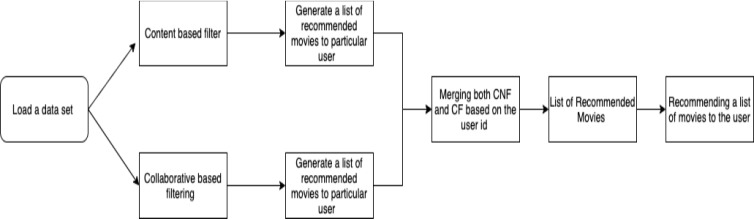 Load a data set
Content based filter
Generate a list of
recommended
movies to particular
user
Collaborative based
filtering
Generate a list of
recommended
movies to particular
user
Merging both CNF
and CF based on the
user id
List of Recommended
Movies
Recommending a list
of movies to the user